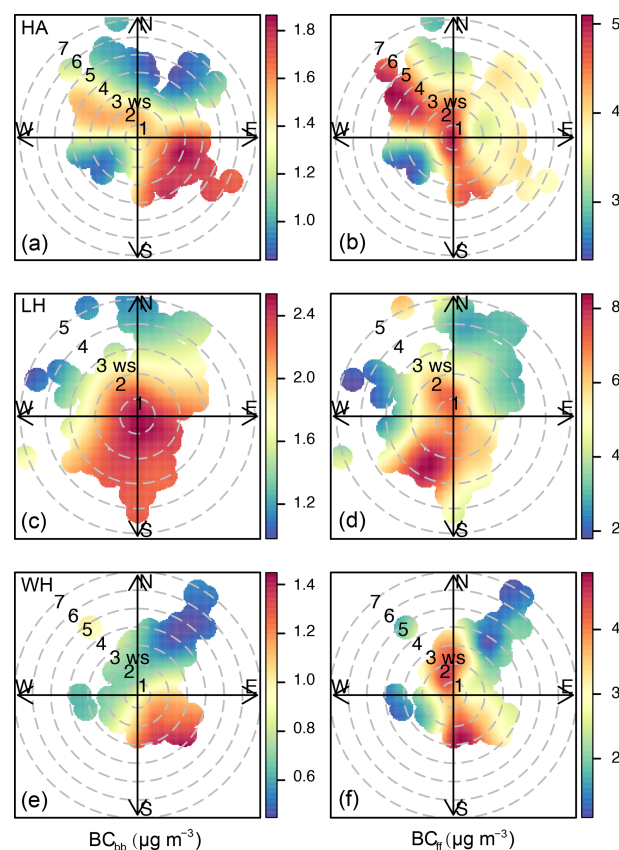 HA
7 6 5 4 3 ws 2 1
N
W E
S
(a)
1.8
1.6
1.4
1.2
1.0
7 6 5 4 3 ws 2 1
N
W E
S
(b)
5
4
3
LH
5 4 3 ws 2 1
N
W E
S
(c)
2.4
2.0
1.6
1.2
5 4 3 ws 2 1
N
W E
S
(d)
8
6
4
2
WH
7 6 5 4 3 ws 2 1
N
W E
S
(e)
1.4
1.2
1.0
0.8
0.6
7 6 5 4 3 ws 2 1
N
W E
S
(f)
4
3
2
BC_bb (µg m⁻³)
BC_ff (µg m⁻³)